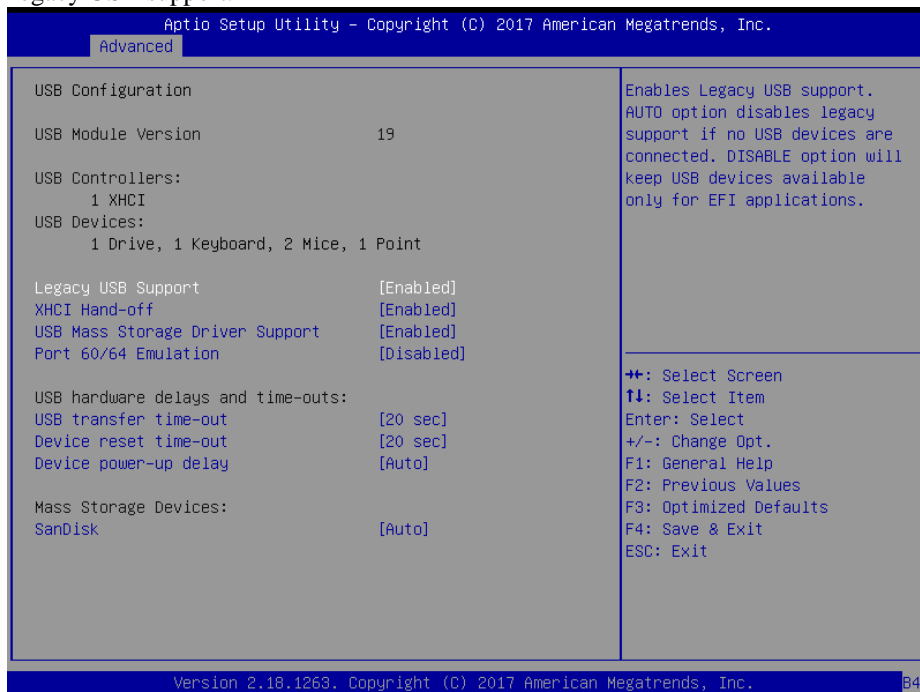 Aptio Setup Utility – Copyright (C) 2017 American Megatrends, Inc.
Advanced
USB Configuration
USB Module Version 19
USB Controllers:
1 XHCI
USB Devices:
1 Drive, 1 Keyboard, 2 Mice, 1 Point
Legacy USB Support [Enabled]
XHCI Hand-off [Enabled]
USB Mass Storage Driver Support [Enabled]
Port 60/64 Emulation [Disabled]
USB hardware delays and time-outs:
USB transfer time-out [20 sec]
Device reset time-out [20 sec]
Device power-up delay [Auto]
Mass Storage Devices:
SanDisk [Auto]
Enables Legacy USB support.
AUTO option disables legacy
support if no USB devices are
connected. DISABLE option will
keep USB devices available
only for EFI applications.
→←: Select Screen
↑↓: Select Item
Enter: Select
+/-: Change Opt.
F1: General Help
F2: Previous Values
F3: Optimized Defaults
F4: Save & Exit
ESC: Exit
Version 2.18.1263. Copyright (C) 2017 American Megatrends, Inc.
B4